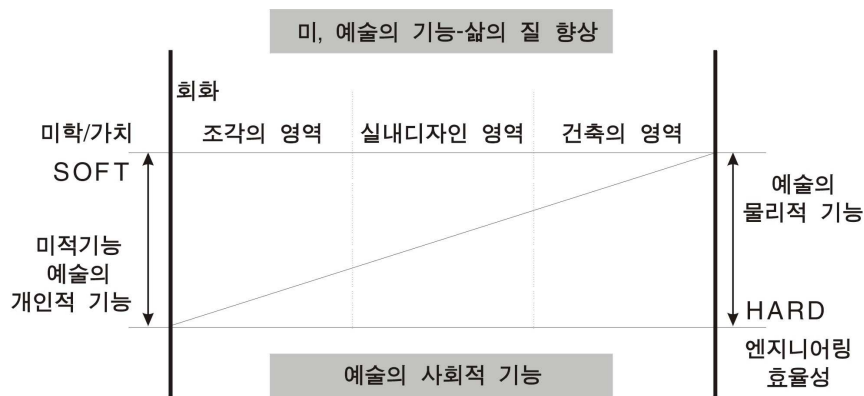 미, 예술의 기능-삶의 질 향상
회화
미학/가치
조각의 영역
실내디자인 영역
건축의 영역
SOFT
예술의
물리적 기능
미적기능
예술의
개인적 기능
HARD
엔지니어링
효율성
예술의 사회적 기능